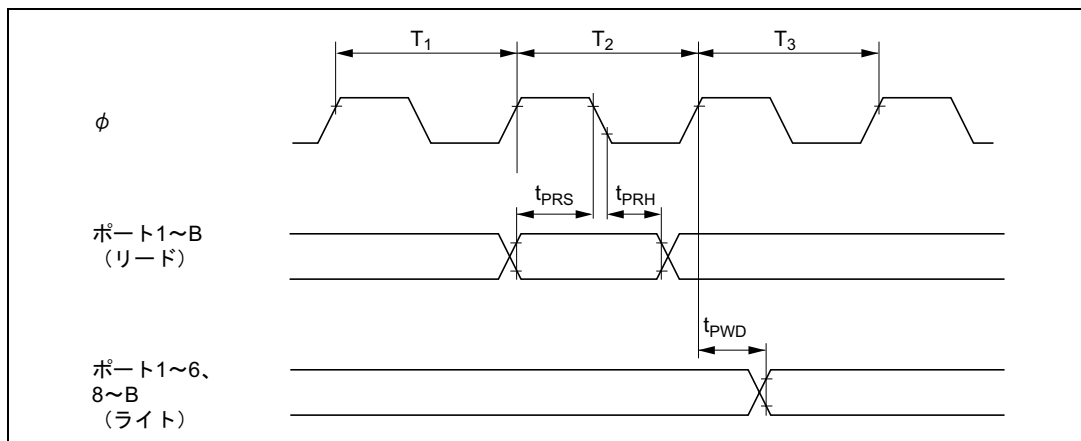 T1 T2 T3
φ
tPRS tPRH
ポート1～B
（リード）
tPWD
ポート1～6、
8～B
（ライト）